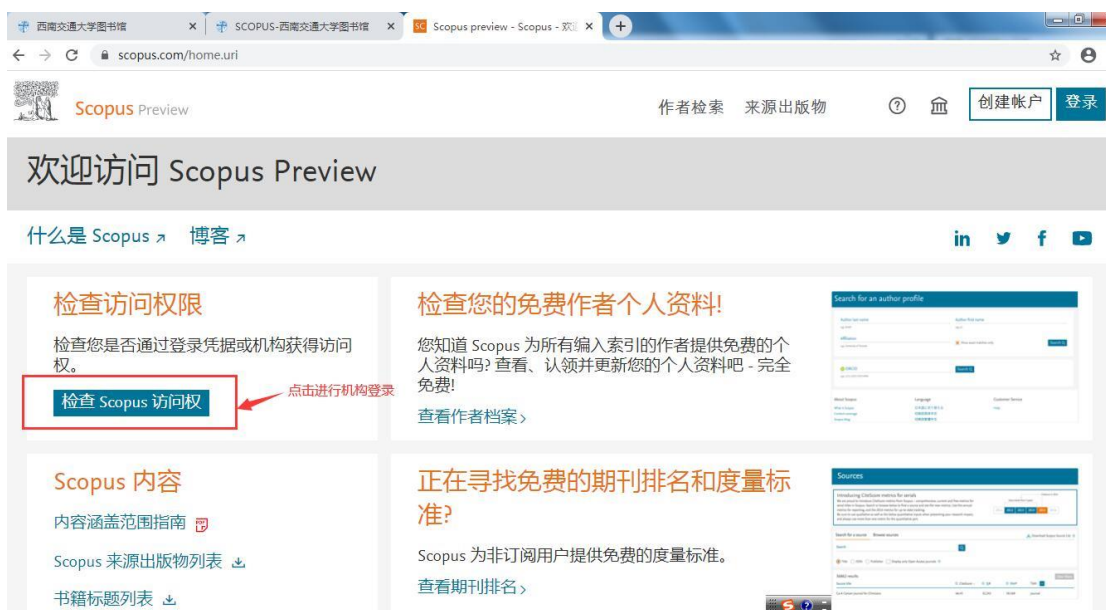 西南交通大学图书馆
SCOPUS-西南交通大学图书馆
Scopus preview - Scopus - 欢
scopus.com/home.uri
Scopus Preview
作者检索 来源出版物
创建帐户
登录
欢迎访问 Scopus Preview
什么是 Scopus
博客
检查访问权限
检查您是否通过登录凭据或机构获得访问
权。
检查 Scopus 访问权
点击进行机构登录
检查您的免费作者个人资料!
您知道 Scopus 为所有编入索引的作者提供免费的个
人资料吗? 查看、认领并更新您的个人资料吧 - 完全
免费!
查看作者档案
Search for an author profile
Scopus 内容
内容涵盖范围指南
Scopus 来源出版物列表
书籍标题列表
正在寻找免费的期刊排名和度量标
准?
Scopus 为非订阅用户提供免费的度量标准。
查看期刊排名
Sources
Introducing CiteScore metrics for serials